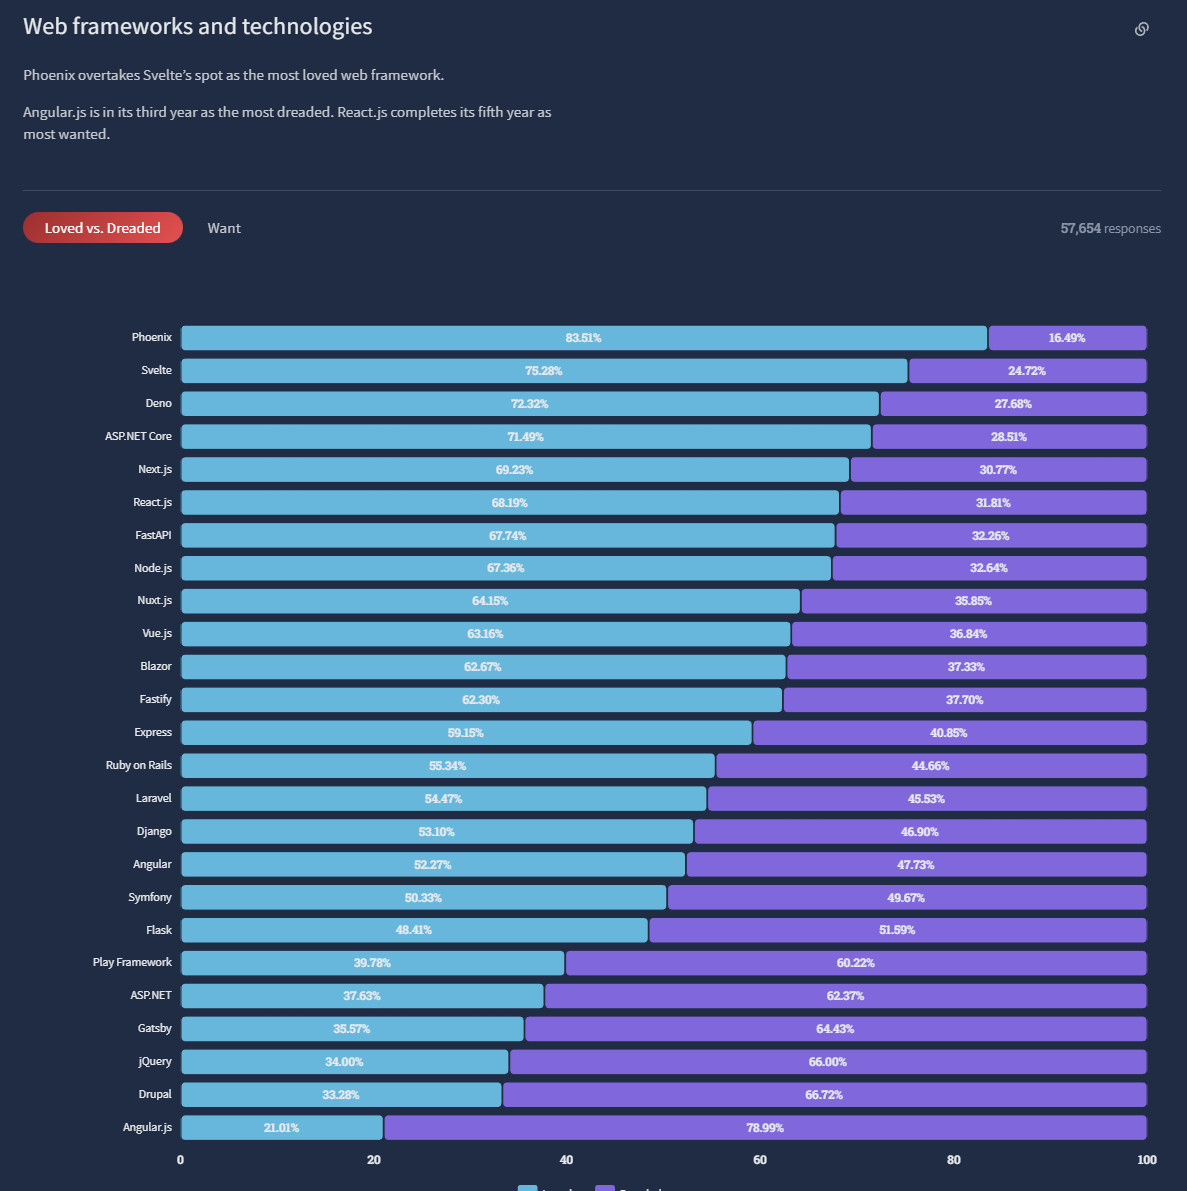 Web frameworks and technologies
Phoenix overtakes Svelte’s spot as the most loved web framework.
Angular.js is in its third year as the most dreaded. React.js completes its fifth year as
most wanted.
Loved vs. Dreaded Want 57,654 responses
Phoenix 83.51% 16.49%
Svelte 75.28% 24.72%
Deno 72.32% 27.68%
ASP.NET Core 71.49% 28.51%
Next.js 69.23% 30.77%
React.js 68.19% 31.81%
FastAPI 67.74% 32.26%
Node.js 67.36% 32.64%
Nuxt.js 64.15% 35.85%
Vue.js 63.16% 36.84%
Blazor 62.67% 37.33%
Fastify 62.30% 37.70%
Express 59.15% 40.85%
Ruby on Rails 55.34% 44.66%
Laravel 54.47% 45.53%
Django 53.10% 46.90%
Angular 52.27% 47.73%
Symfony 50.33% 49.67%
Flask 48.41% 51.59%
Play Framework 39.78% 60.22%
ASP.NET 37.63% 62.37%
Gatsby 35.57% 64.43%
jQuery 34.00% 66.00%
Drupal 33.28% 66.72%
Angular.js 21.01% 78.99%
0 20 40 60 80 100